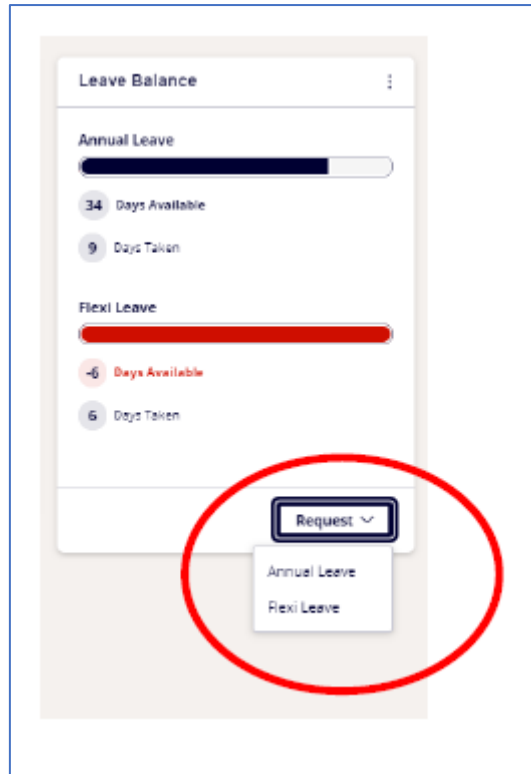 Leave Balance
Annual Leave
34 Days Available
9 Days Taken
Flexi Leave
-6 Days Available
6 Days Taken
Request
Annual Leave
Flexi Leave